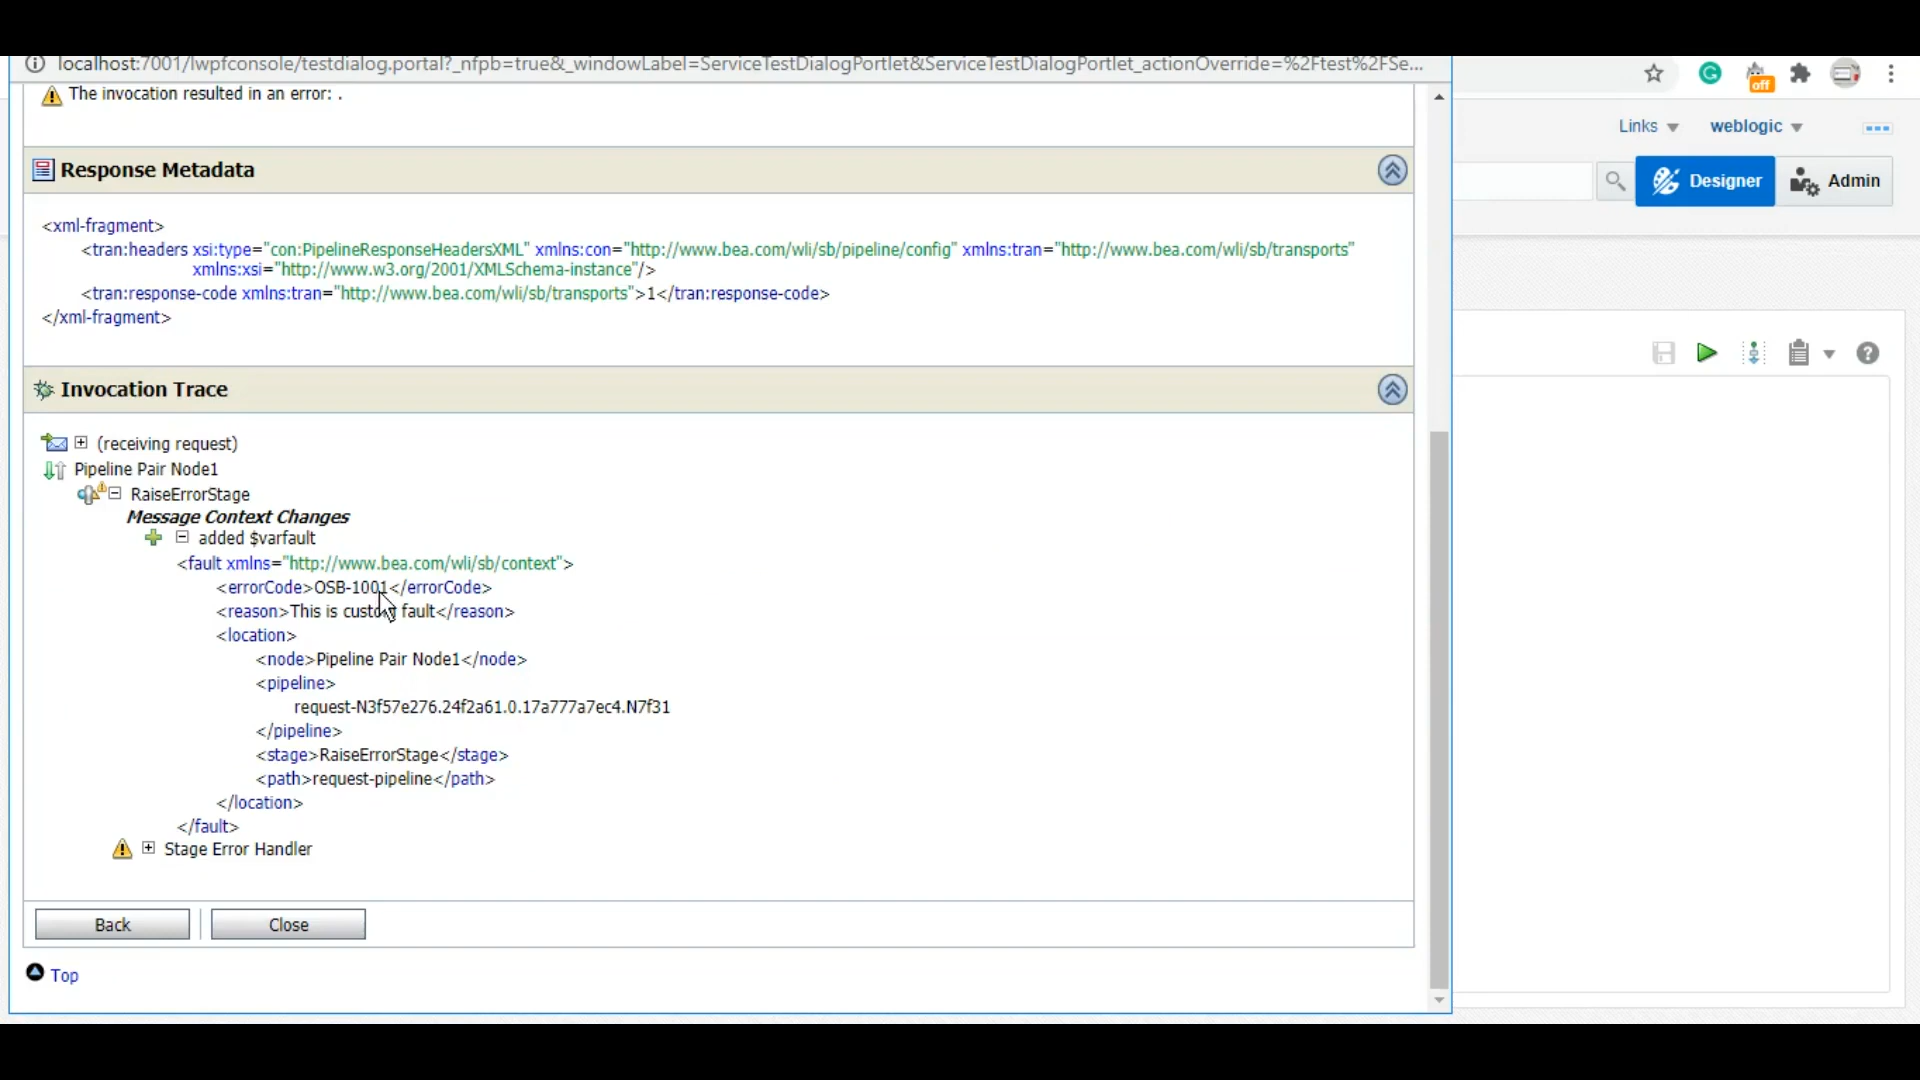 localhost:7001/lwpfconsole/testdialog.portal?_nfpb=true&_windowLabel=ServiceTestDialogPortlet&ServiceTestDialogPortlet_actionOverride=%2Ftest%2FSe...
The invocation resulted in an error: .
off
Links
weblogic
Designer
Admin
Response Metadata
<xml-fragment>
<tran:headers xsi:type="con:PipelineResponseHeadersXML" xmlns:con="http://www.bea.com/wli/sb/pipeline/config" xmlns:tran="http://www.bea.com/wli/sb/transports"
xmlns:xsi="http://www.w3.org/2001/XMLSchema-instance"/>
<tran:response-code xmlns:tran="http://www.bea.com/wli/sb/transports">1</tran:response-code>
</xml-fragment>
Invocation Trace
(receiving request)
Pipeline Pair Node1
RaiseErrorStage
Message Context Changes
added $varfault
<fault xmlns="http://www.bea.com/wli/sb/context">
<errorCode>OSB-1001</errorCode>
<reason>This is custom fault</reason>
<location>
<node>Pipeline Pair Node1</node>
<pipeline>
request-N3f57e276.24f2a61.0.17a777a7ec4.N7f31
</pipeline>
<stage>RaiseErrorStage</stage>
<path>request-pipeline</path>
</location>
</fault>
Stage Error Handler
Back
Close
Top